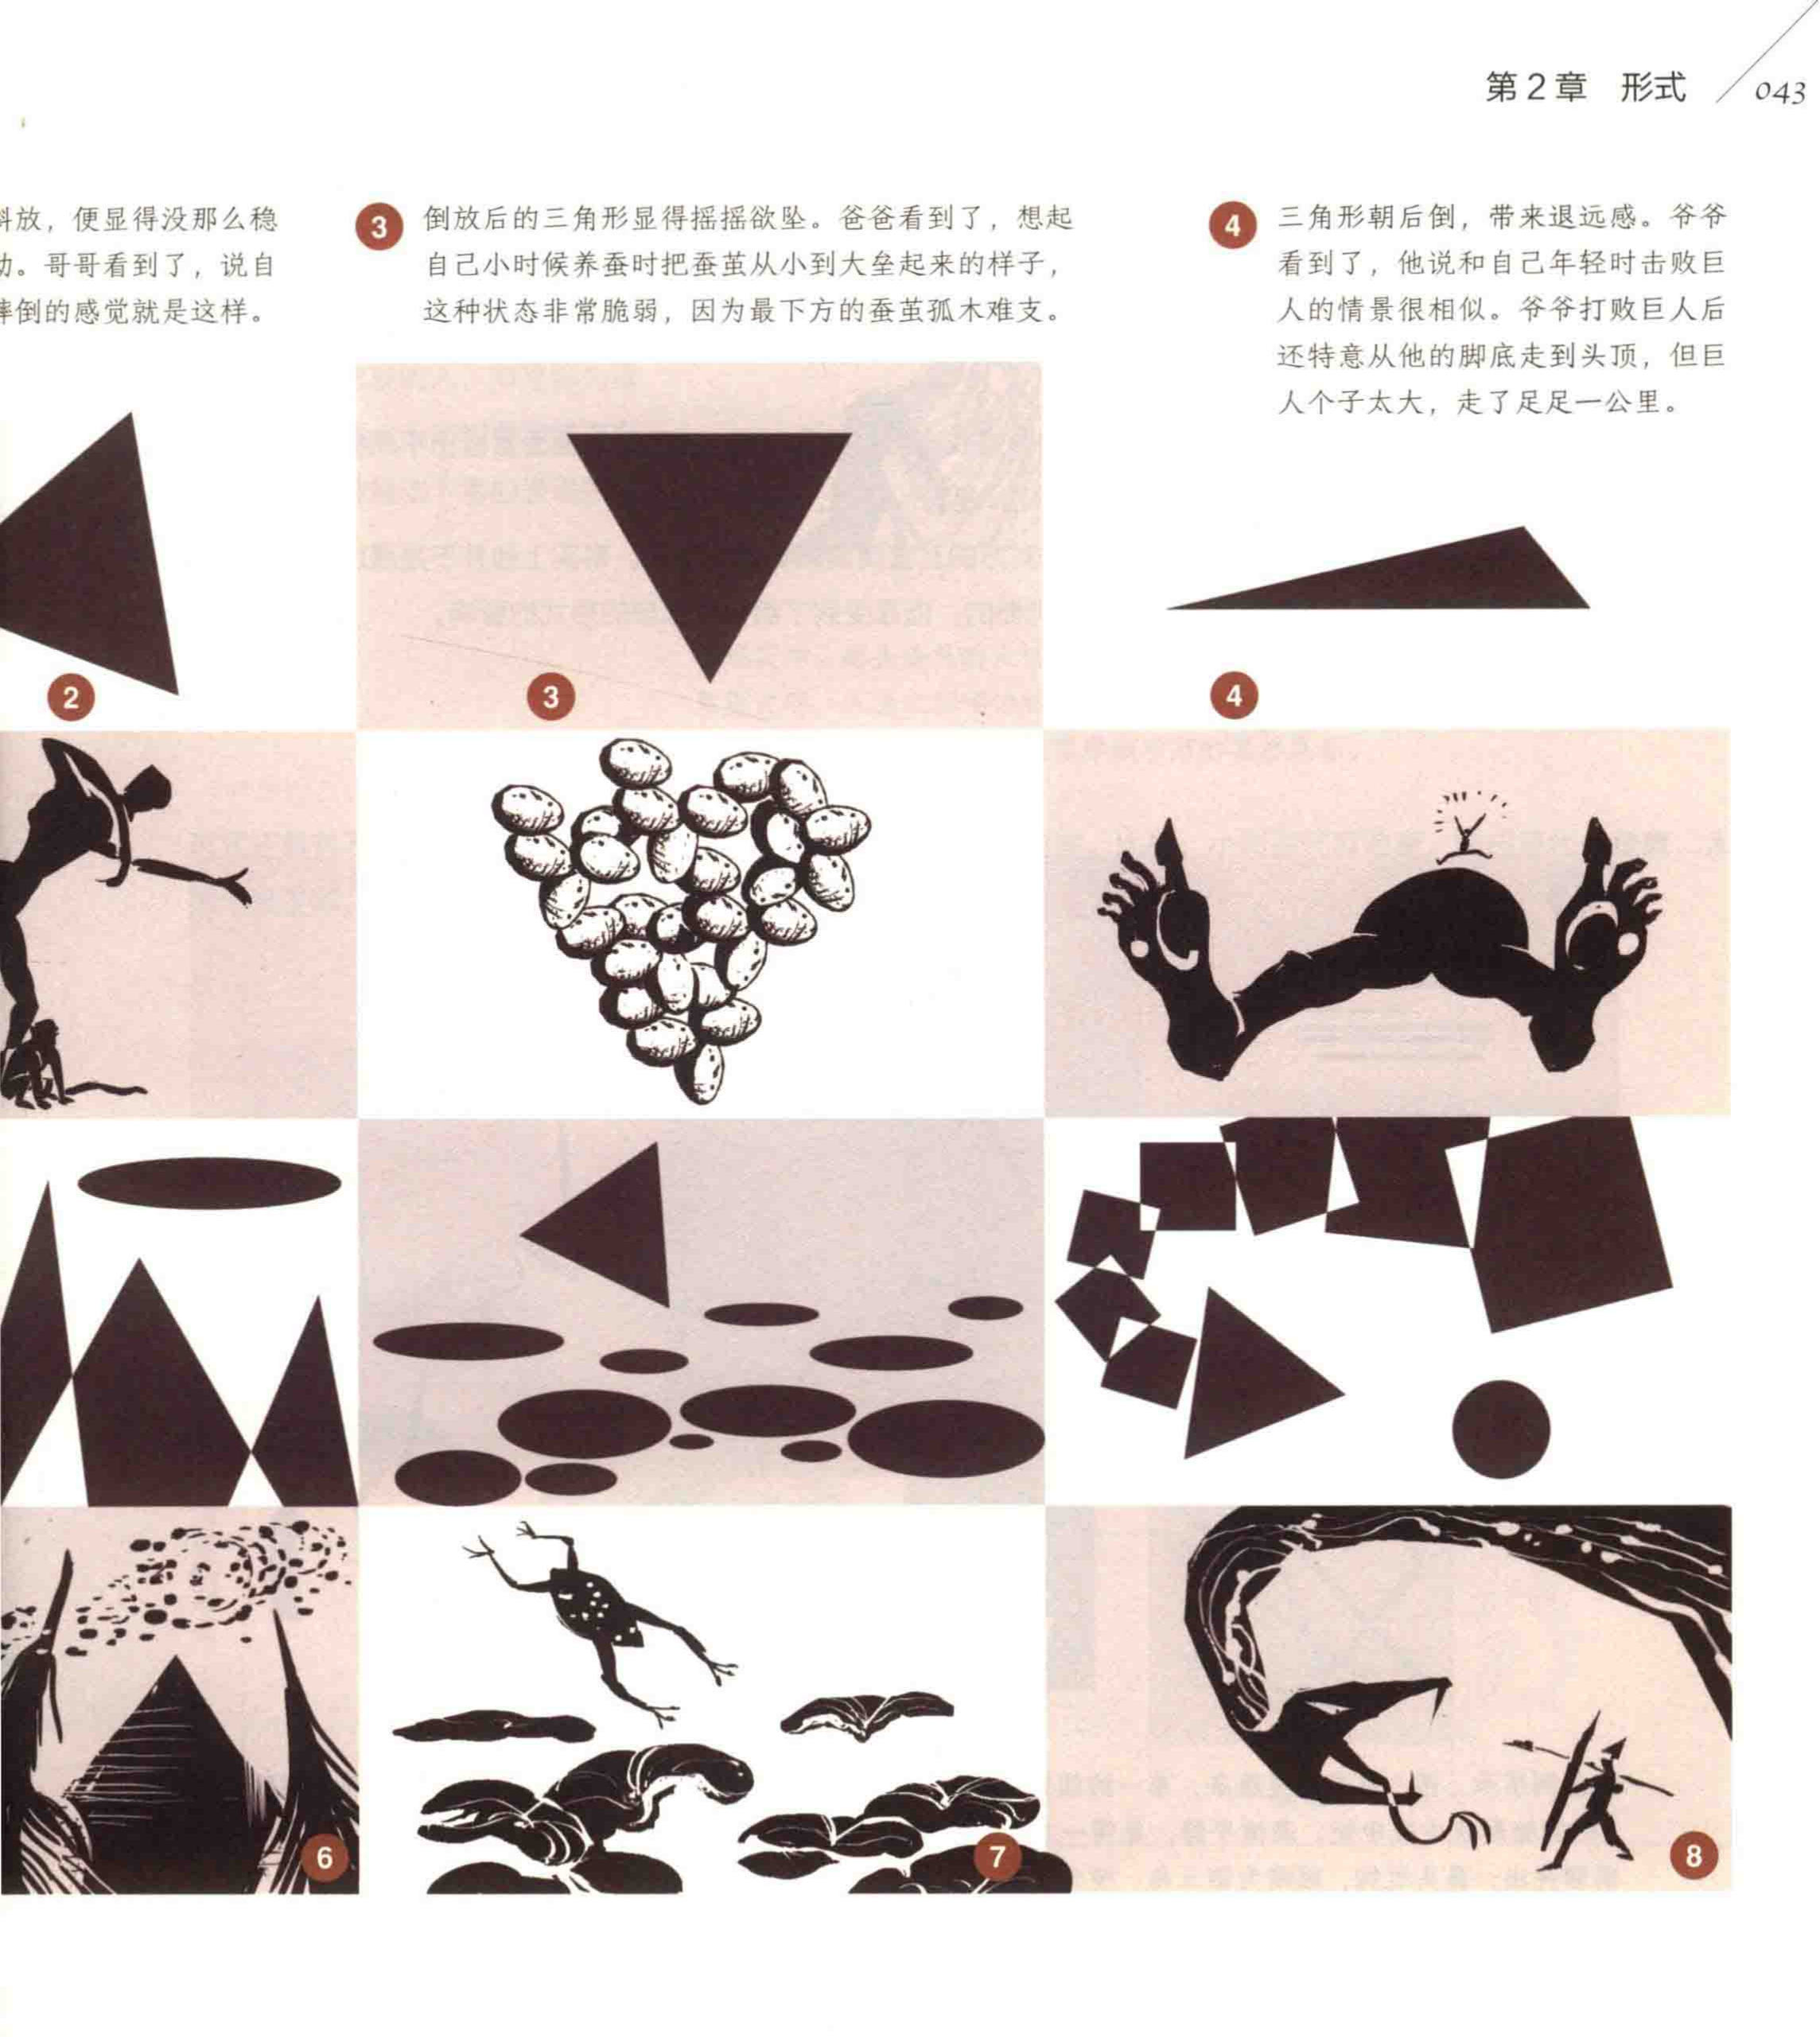 第2章 形式 043
斜放，便显得没那么稳
动。哥哥看到了，说自
摔倒的感觉就是这样。
3 倒放后的三角形显得摇摇欲坠。爸爸看到了，想起
自己小时候养蚕时把蚕茧从小到大垒起来的样子，
这种状态非常脆弱，因为最下方的蚕茧孤木难支。
4 三角形朝后倒，带来退远感。爷爷
看到了，他说和自己年轻时击败巨
人的情景很相似。爷爷打败巨人后
还特意从他的脚底走到头顶，但巨
人个子太大，走了足足一公里。
2
3
4
6
7
8